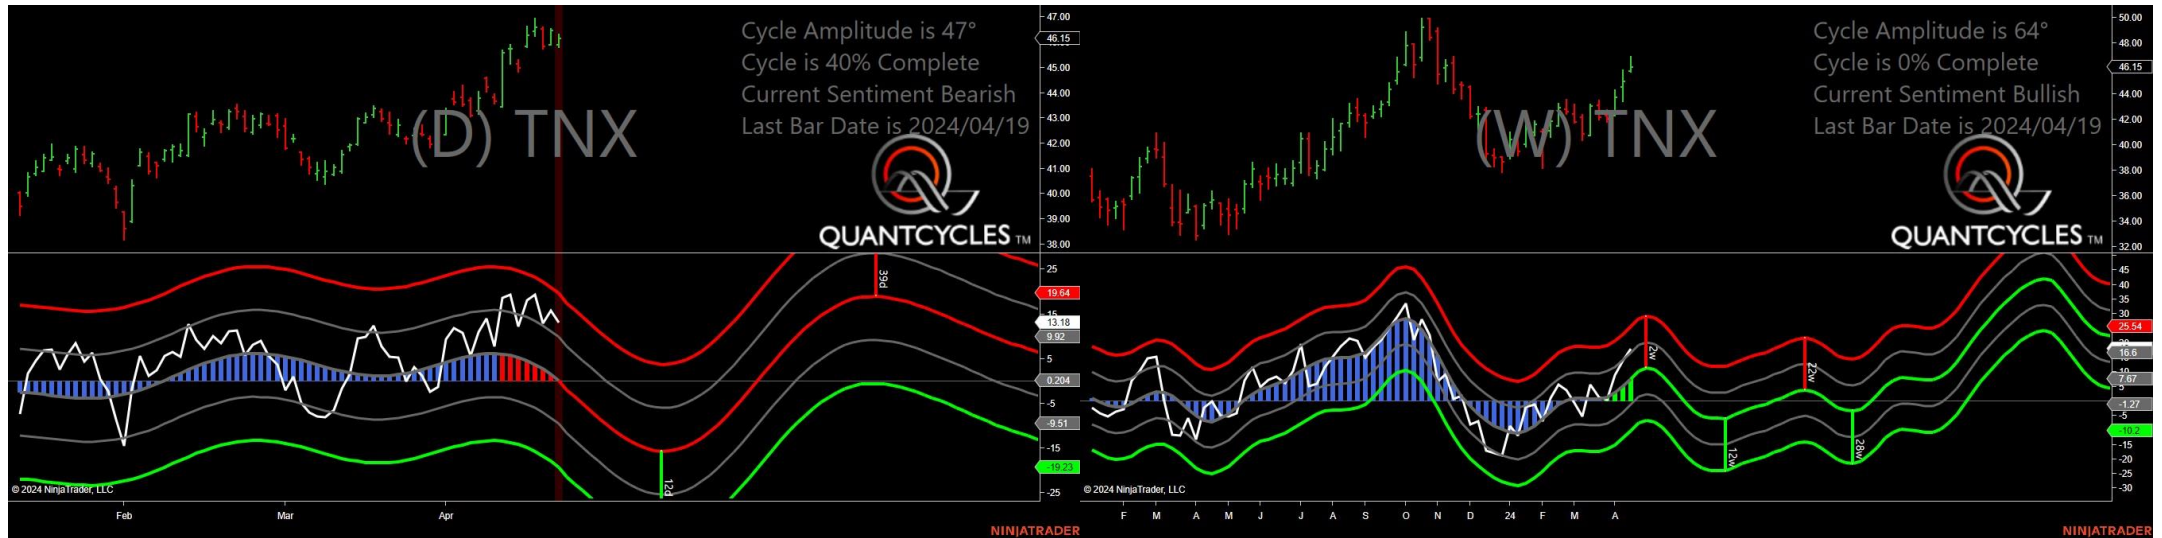 Cycle Amplitude is 47°
Cycle is 40% Complete
Current Sentiment Bearish
Last Bar Date is 2024/04/19
(D) TNX
QUANTCYCLES TM
47.00
46.15
45.00
44.00
43.00
42.00
41.00
40.00
39.00
38.00
25
19.64
15
13.18
9.92
5
0.204
-5
-9.51
-15
-19.23
-25
39d
12d
© 2024 NinjaTrader, LLC
Feb Mar Apr
NINJATRADER
Cycle Amplitude is 64°
Cycle is 0% Complete
Current Sentiment Bullish
Last Bar Date is 2024/04/19
(W) TNX
QUANTCYCLES TM
50.00
48.00
46.15
44.00
42.00
40.00
38.00
36.00
34.00
32.00
45
40
35
30
25.54
16.6
10
7.67
5
-1.27
-5
-10.2
-15
-20
-25
-30
2w
22w
12w
28w
© 2024 NinjaTrader, LLC
F M A M J J A S O N D 24 F M A
NINJATRADER